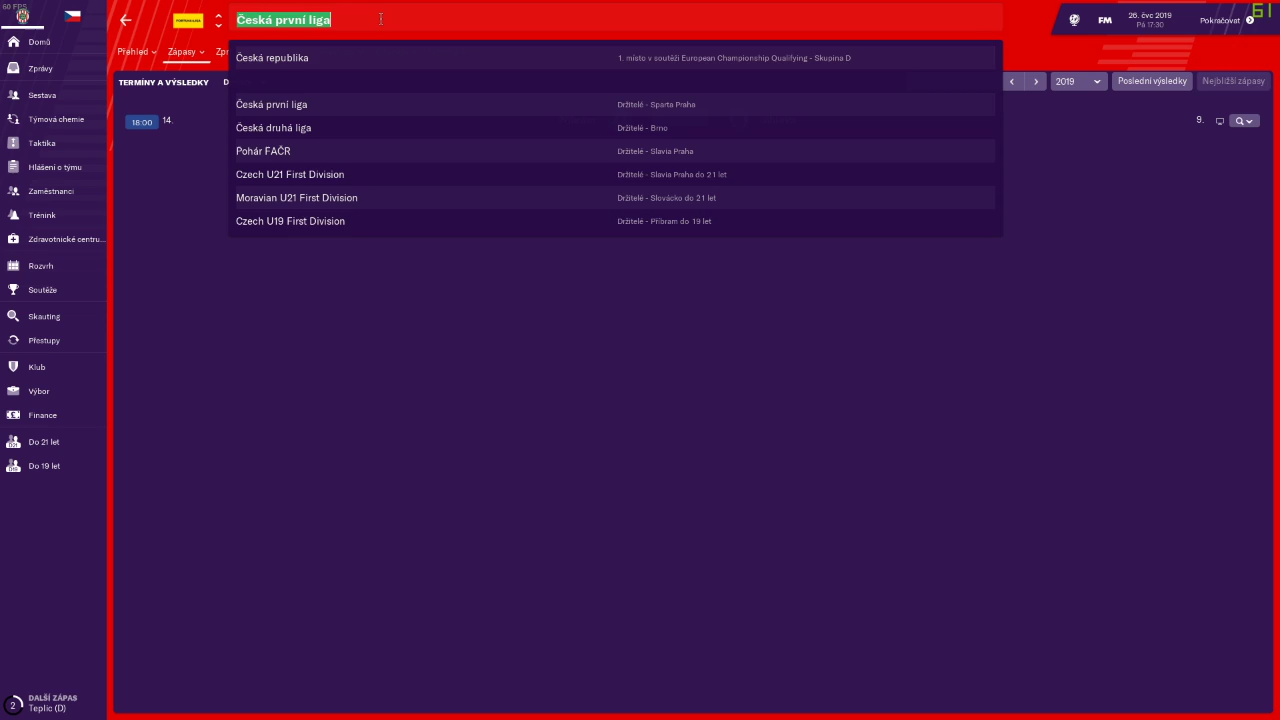 60 FPS
61
Česká první liga
26. čvc 2019
Pá 17:30
FM
Pokračovat
Domů
Zprávy
Sestava
Týmová chemie
Taktika
Hlášení o týmu
Zaměstnanci
Trénink
Zdravotnické centru...
Rozvrh
Soutěže
Skauting
Přestupy
Klub
Výbor
Finance
Do 21 let
Do 19 let
2
DALŠÍ ZÁPAS
Teplic (D)
Přehled Zápasy Zpr
TERMÍNY A VÝSLEDKY D
2019 Poslední výsledky Nejbližší zápasy
18:00 14. 9.
Česká republika 1. místo v soutěži European Championship Qualifying - Skupina D
Česká první liga Držitelé - Sparta Praha
Česká druhá liga Držitelé - Brno
Pohár FAČR Držitelé - Slavia Praha
Czech U21 First Division Držitelé - Slavia Praha do 21 let
Moravian U21 First Division Držitelé - Slovácko do 21 let
Czech U19 First Division Držitelé - Příbram do 19 let